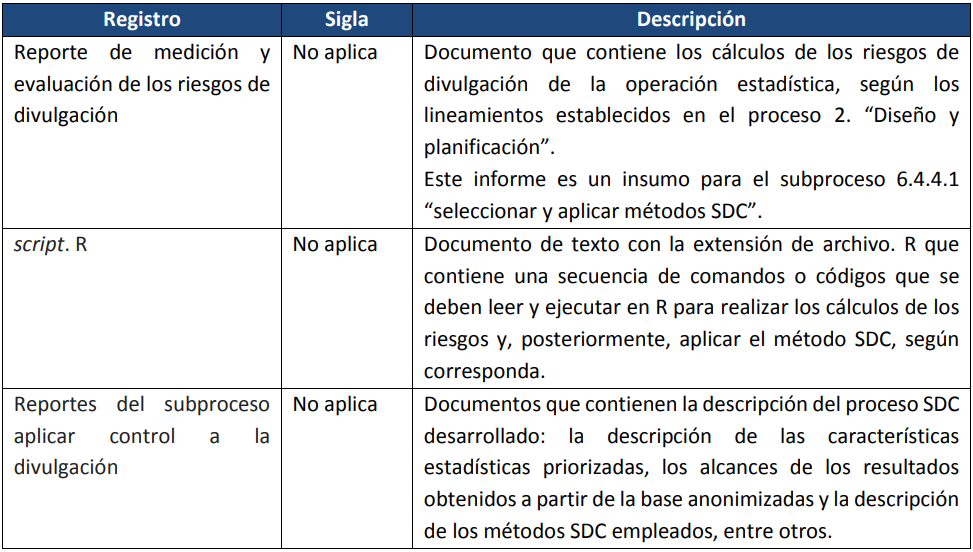 Registro Sigla Descripción
Reporte de medición y evaluación de los riesgos de divulgación
No aplica
Documento que contiene los cálculos de los riesgos de
divulgación de la operación estadística, según los
lineamientos establecidos en el proceso 2. “Diseño y
planificación”.
Este informe es un insumo para el subproceso 6.4.4.1
“seleccionar y aplicar métodos SDC”.
script. R
No aplica
Documento de texto con la extensión de archivo. R que
contiene una secuencia de comandos o códigos que se
deben leer y ejecutar en R para realizar los cálculos de los
riesgos y, posteriormente, aplicar el método SDC, según
corresponda.
Reportes del subproceso
aplicar control a la
divulgación
No aplica
Documentos que contienen la descripción del proceso SDC
desarrollado: la descripción de las características
estadísticas priorizadas, los alcances de los resultados
obtenidos a partir de la base anonimizadas y la descripción
de los métodos SDC empleados, entre otros.